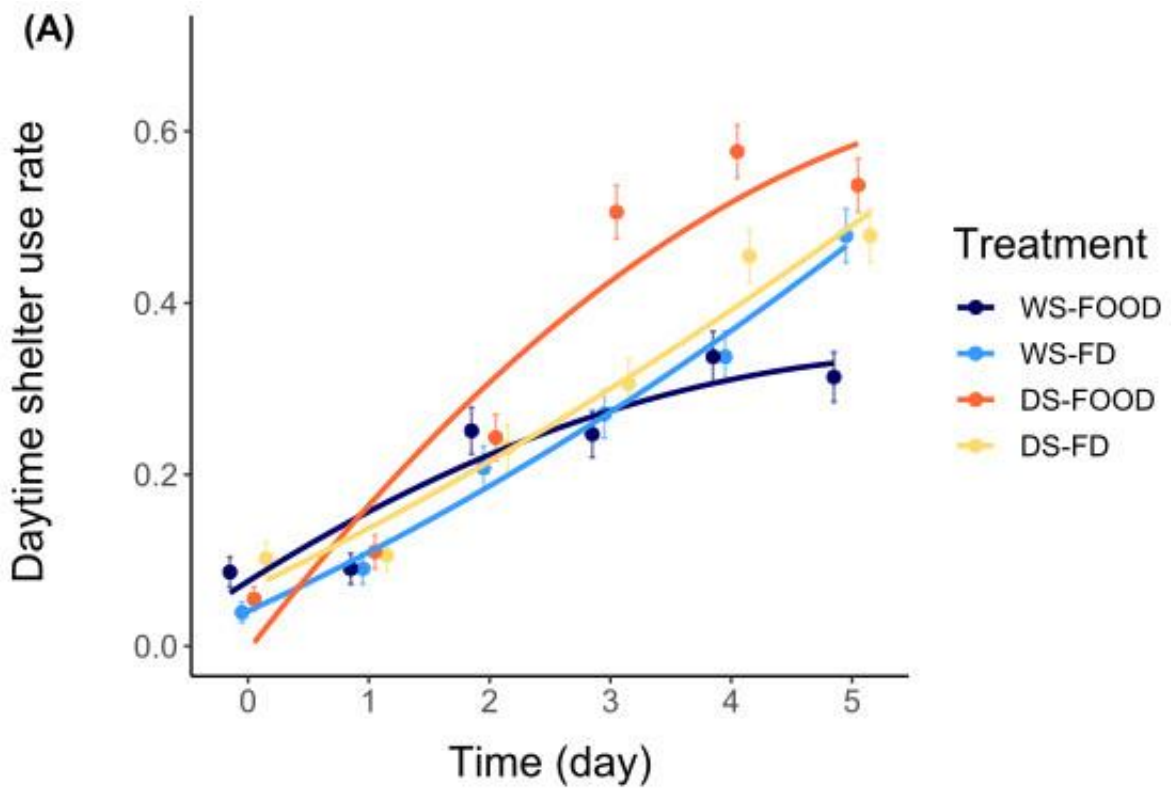 (A)
Daytime shelter use rate
0.6
0.4
0.2
0.0
0 1 2 3 4 5
Time (day)
Treatment
WS-FOOD
WS-FD
DS-FOOD
DS-FD